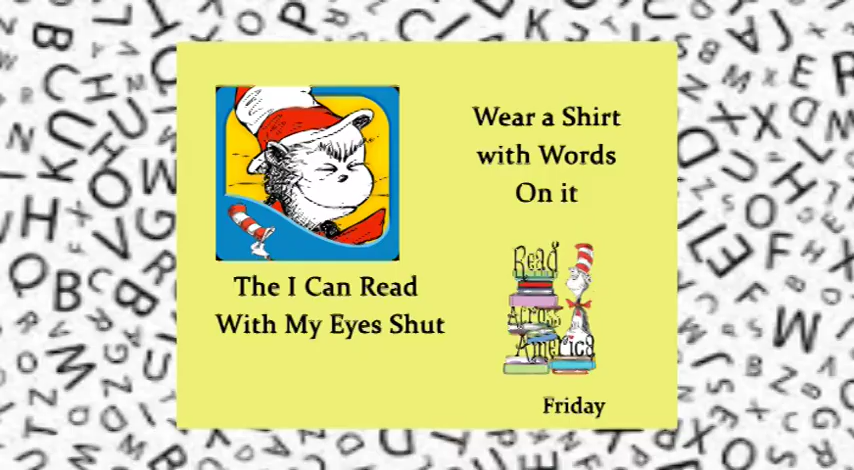 The I Can Read
With My Eyes Shut
Wear a Shirt
with Words
On it
Read
Across
America
Friday